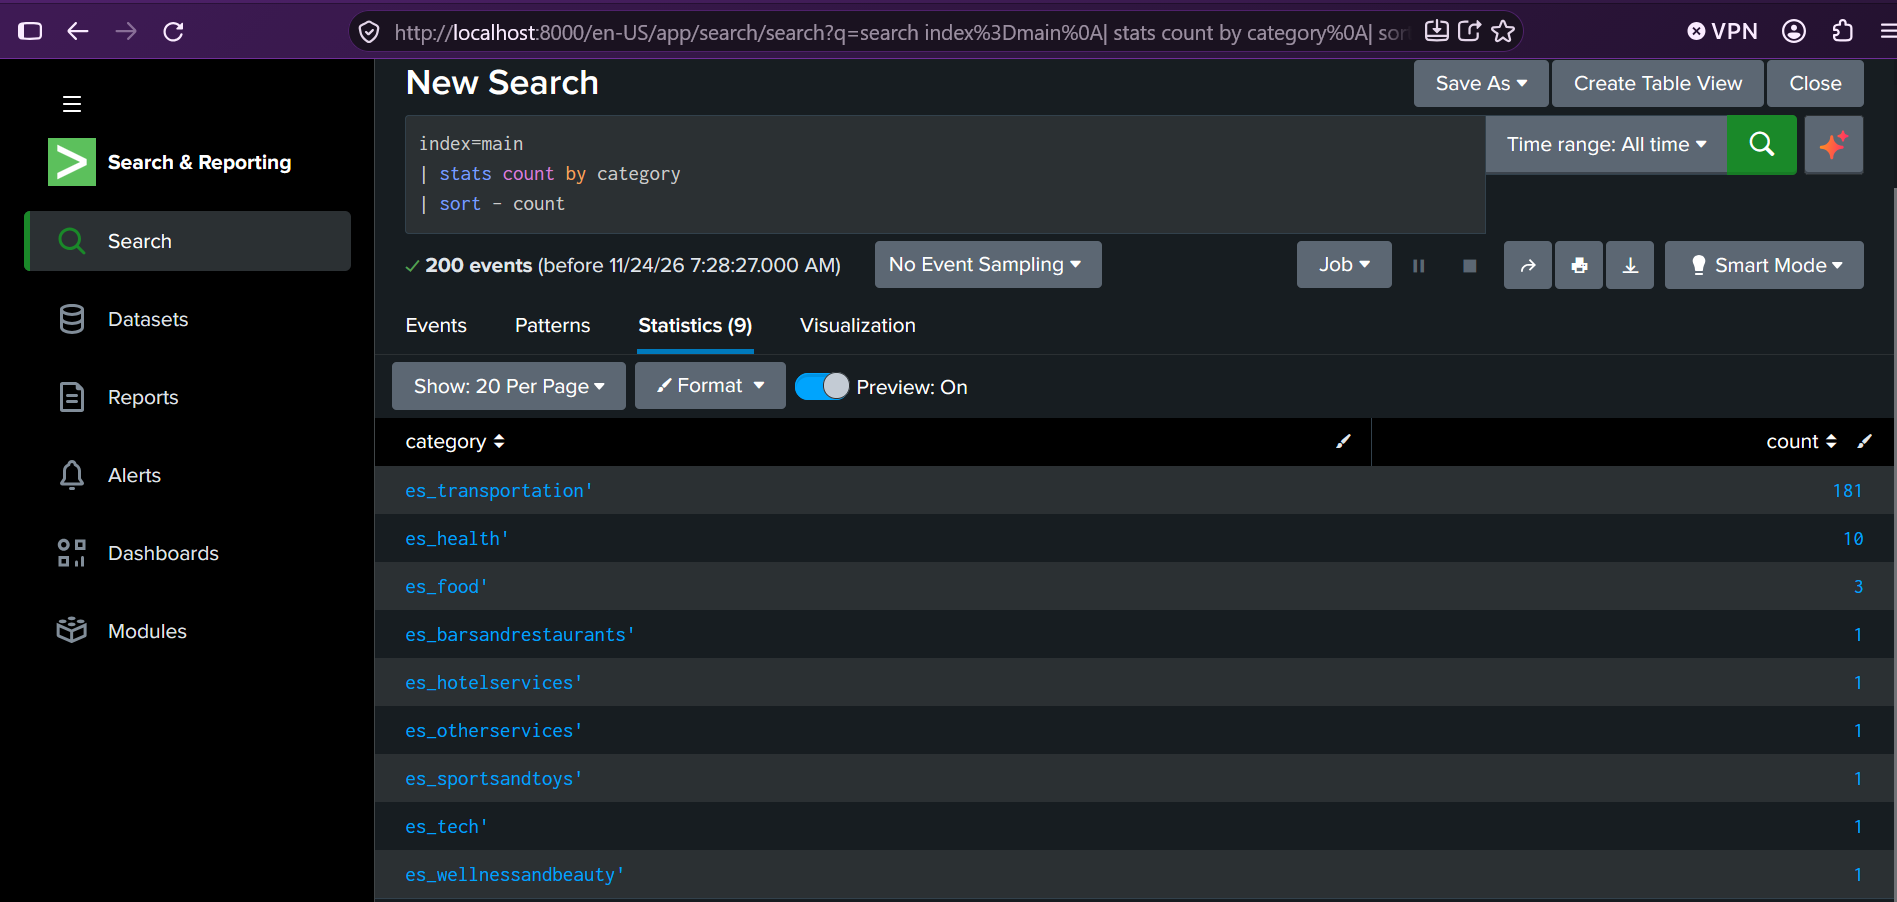 http://localhost:8000/en-US/app/search/search?q=search index%3Dmain%0A| stats count by category%0A| sor
VPN
New Search
Save As
Create Table View
Close
Search & Reporting
Search
Datasets
Reports
Alerts
Dashboards
Modules
index=main
| stats count by category
| sort - count
Time range: All time
200 events (before 11/24/26 7:28:27.000 AM)
No Event Sampling
Job
Smart Mode
Events
Patterns
Statistics (9)
Visualization
Show: 20 Per Page
Format
Preview: On
category
count
es_transportation' 181
es_health' 10
es_food' 3
es_barsandrestaurants' 1
es_hotelservices' 1
es_otherservices' 1
es_sportsandtoys' 1
es_tech' 1
es_wellnessandbeauty' 1